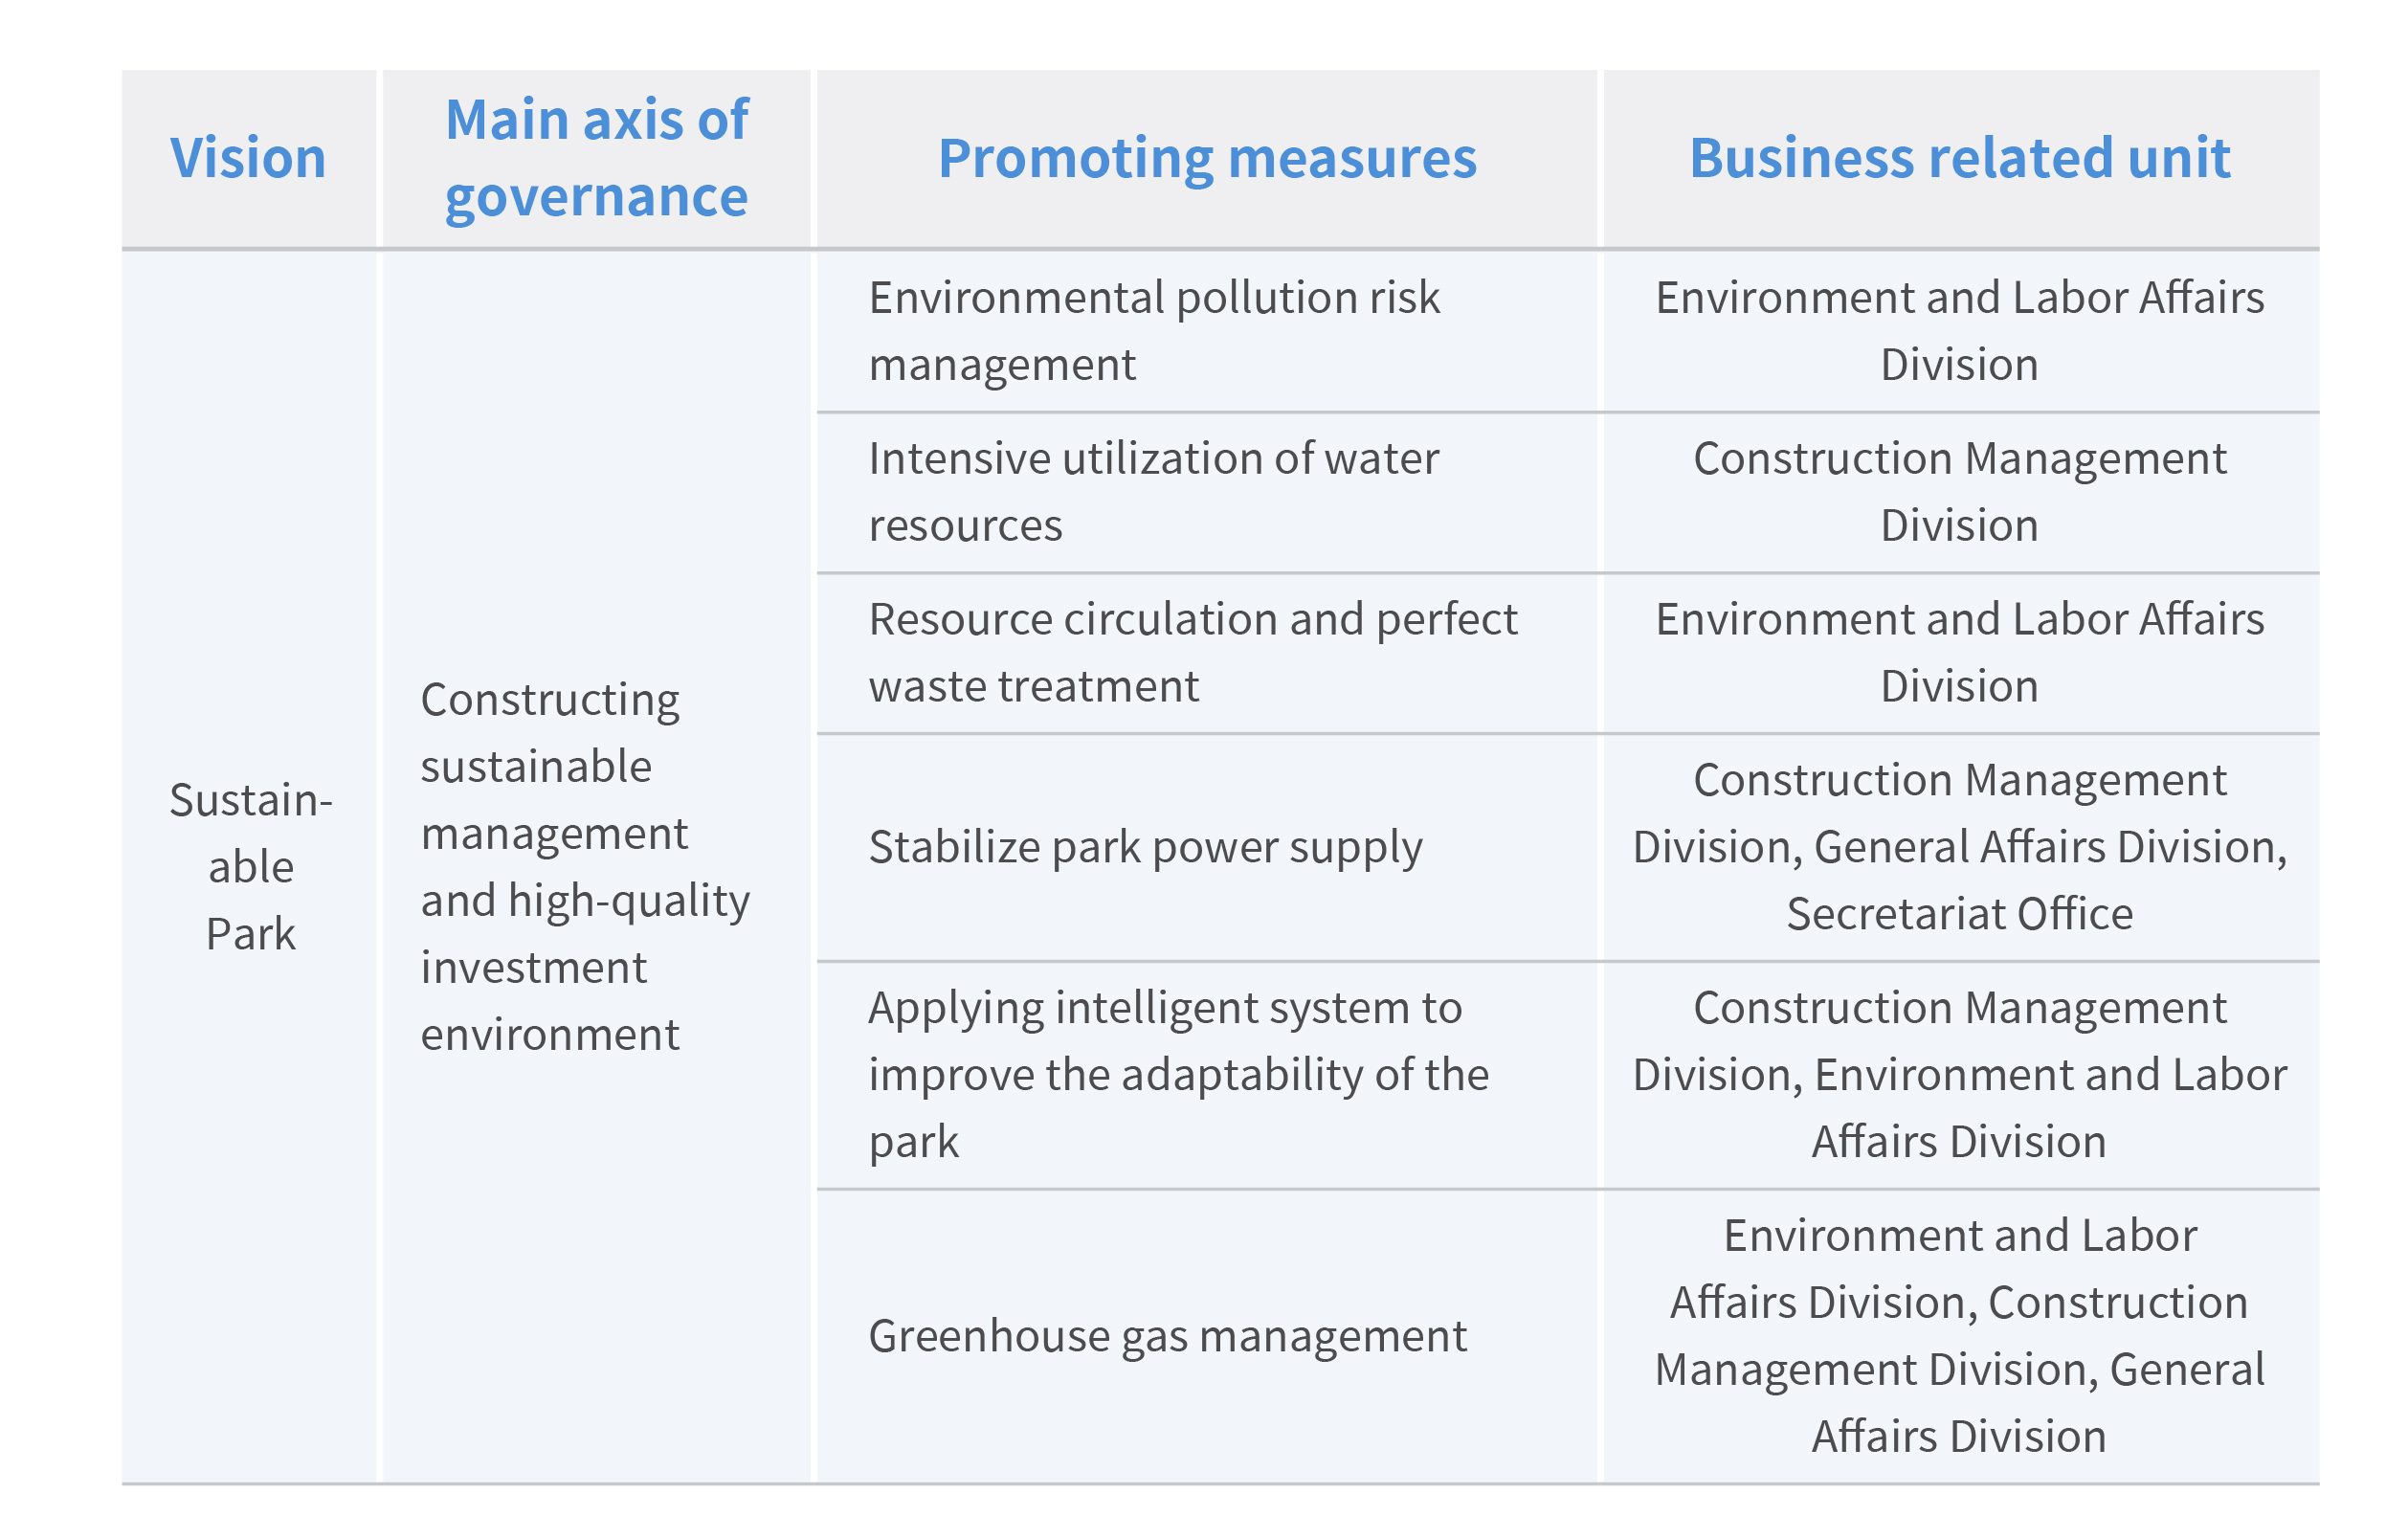 Vision
Main axis of
governance
Promoting measures
Business related unit
Sustain-
able
Park
Constructing
sustainable
management
and high-quality
investment
environment
Environmental pollution risk
management
Environment and Labor Affairs
Division
Intensive utilization of water
resources
Construction Management
Division
Resource circulation and perfect
waste treatment
Environment and Labor Affairs
Division
Stabilize park power supply
Construction Management
Division, General Affairs Division,
Secretariat Office
Applying intelligent system to
improve the adaptability of the
park
Construction Management
Division, Environment and Labor
Affairs Division
Greenhouse gas management
Environment and Labor
Affairs Division, Construction
Management Division, General
Affairs Division